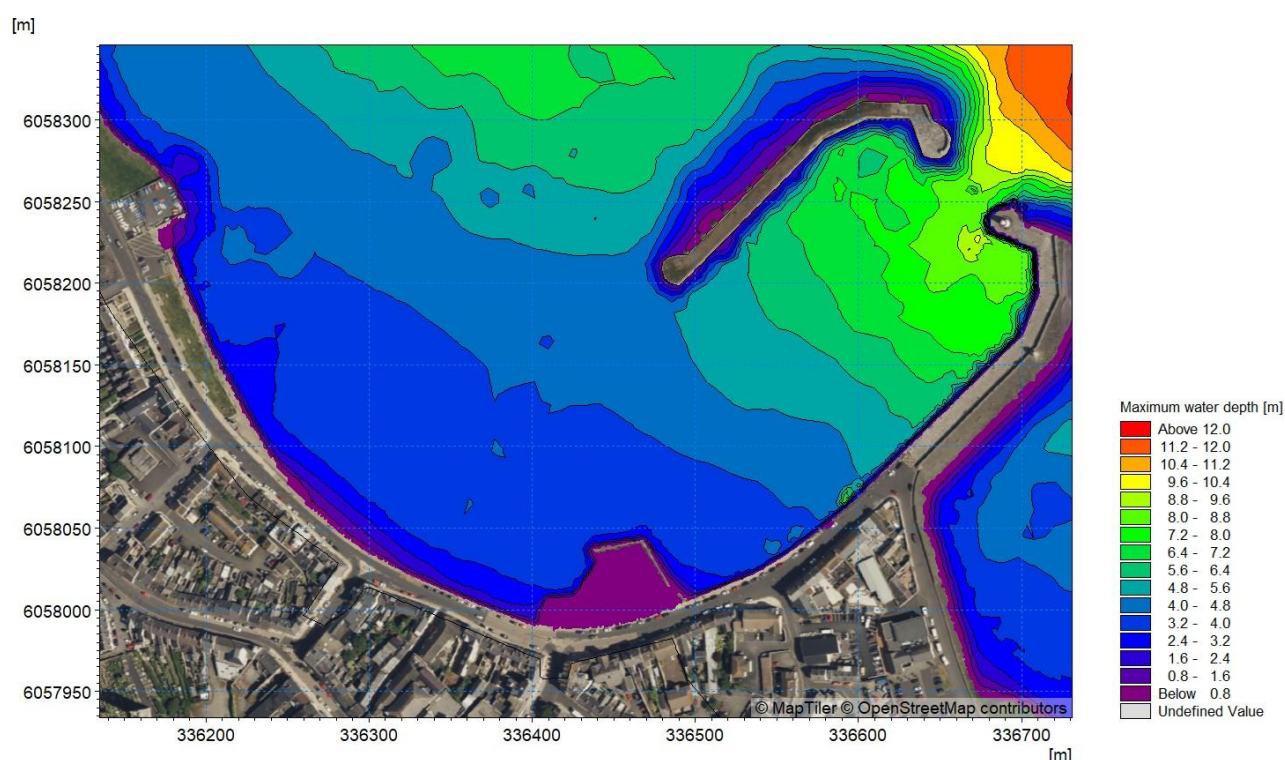 [m]
6058300
6058250
6058200
6058150
6058100
6058050
6058000
6057950
336200
336300
336400
336500
336600
336700
[m]
© MapTiler © OpenStreetMap contributors
Maximum water depth [m]
Above 12.0
11.2 - 12.0
10.4 - 11.2
9.6 - 10.4
8.8 - 9.6
8.0 - 8.8
7.2 - 8.0
6.4 - 7.2
5.6 - 6.4
4.8 - 5.6
4.0 - 4.8
3.2 - 4.0
2.4 - 3.2
1.6 - 2.4
0.8 - 1.6
Below 0.8
Undefined Value